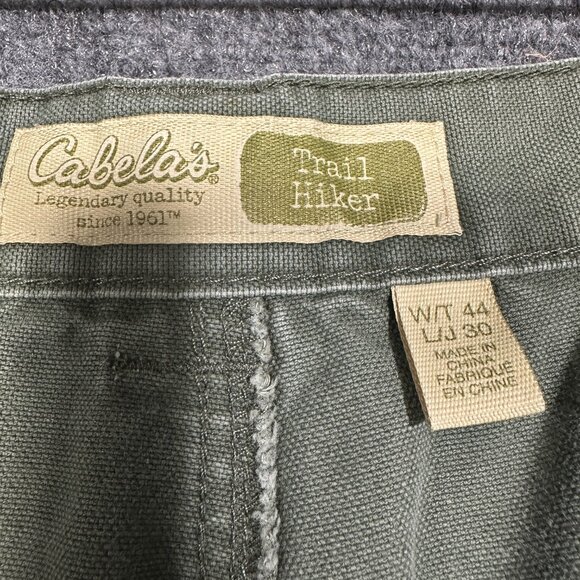 Cabela's®
Legendary quality
since 1961™
Trail
Hiker
W/T 44
L/J 30
MADE IN
CHINA
FABRIQUE
EN CHINE